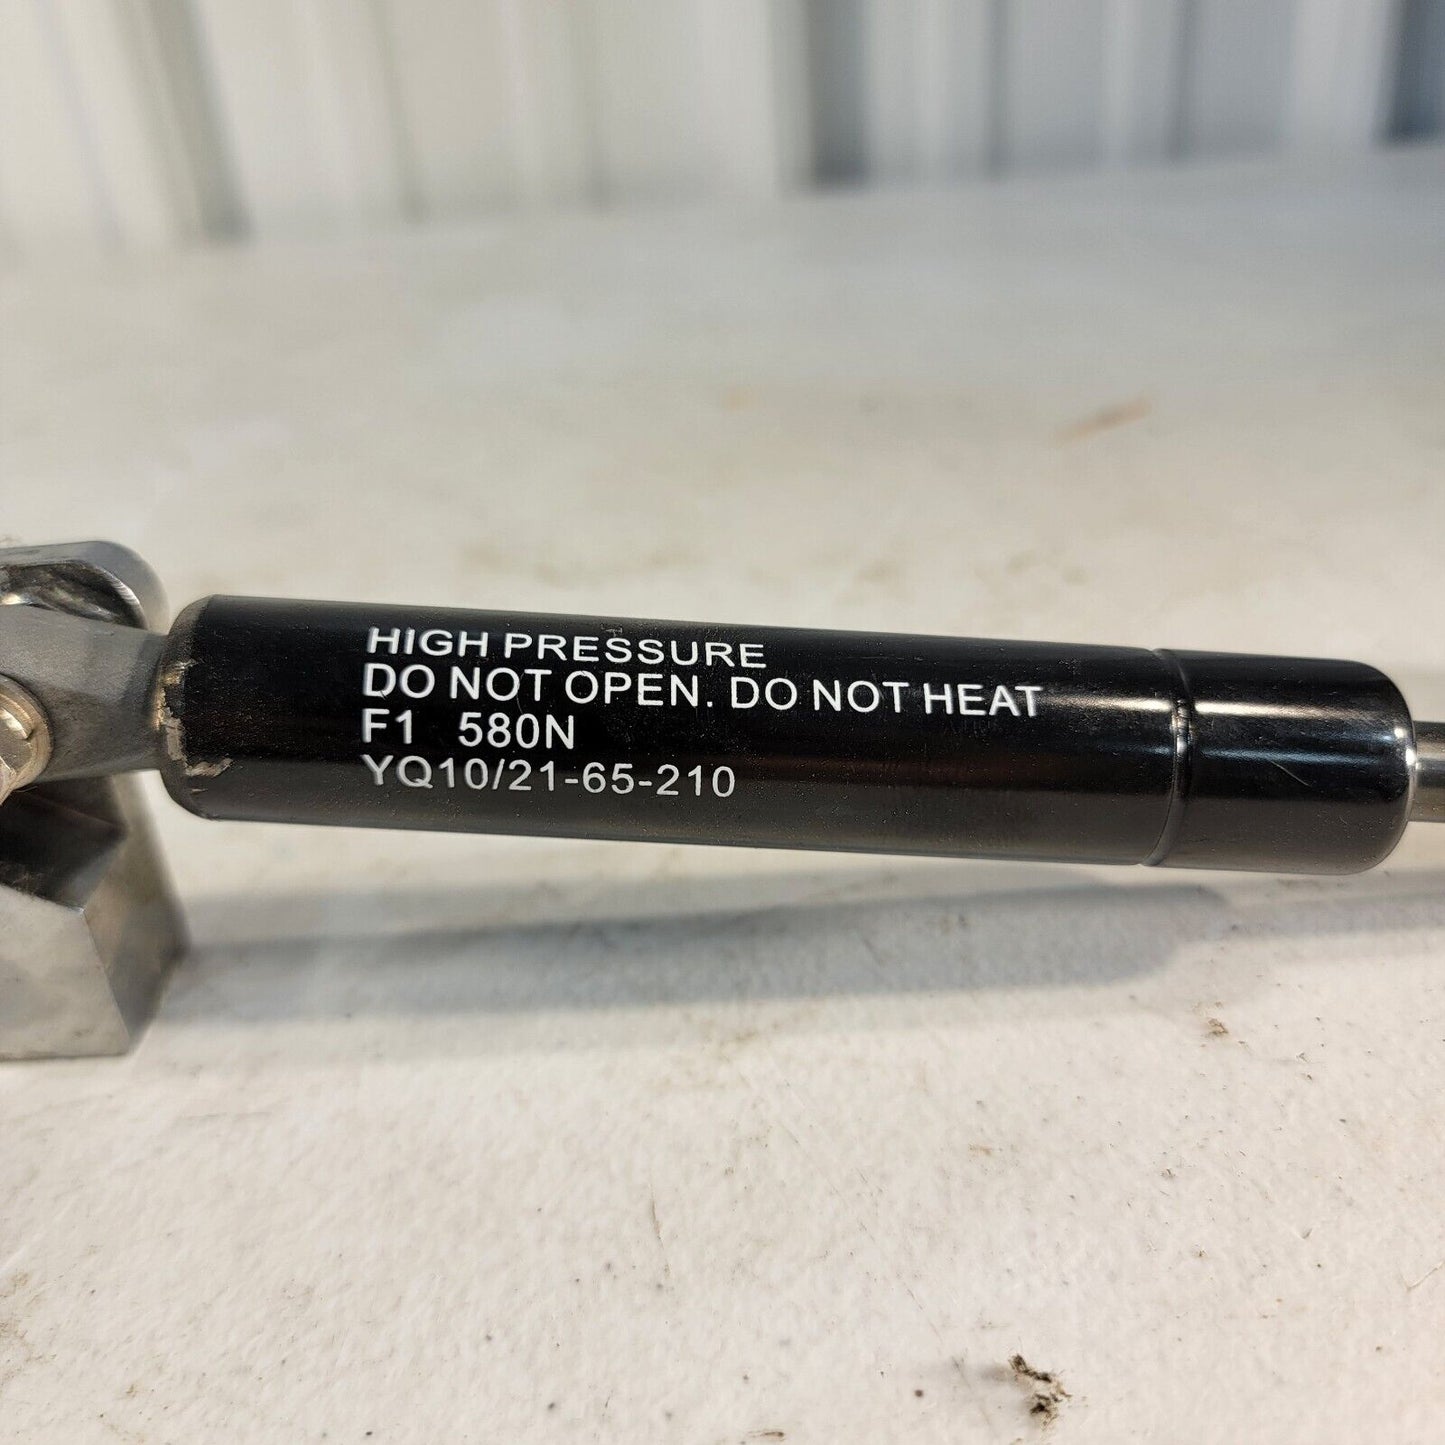 HIGH PRESSURE
DO NOT OPEN. DO NOT HEAT
F1 580N
YQ10/21-65-210